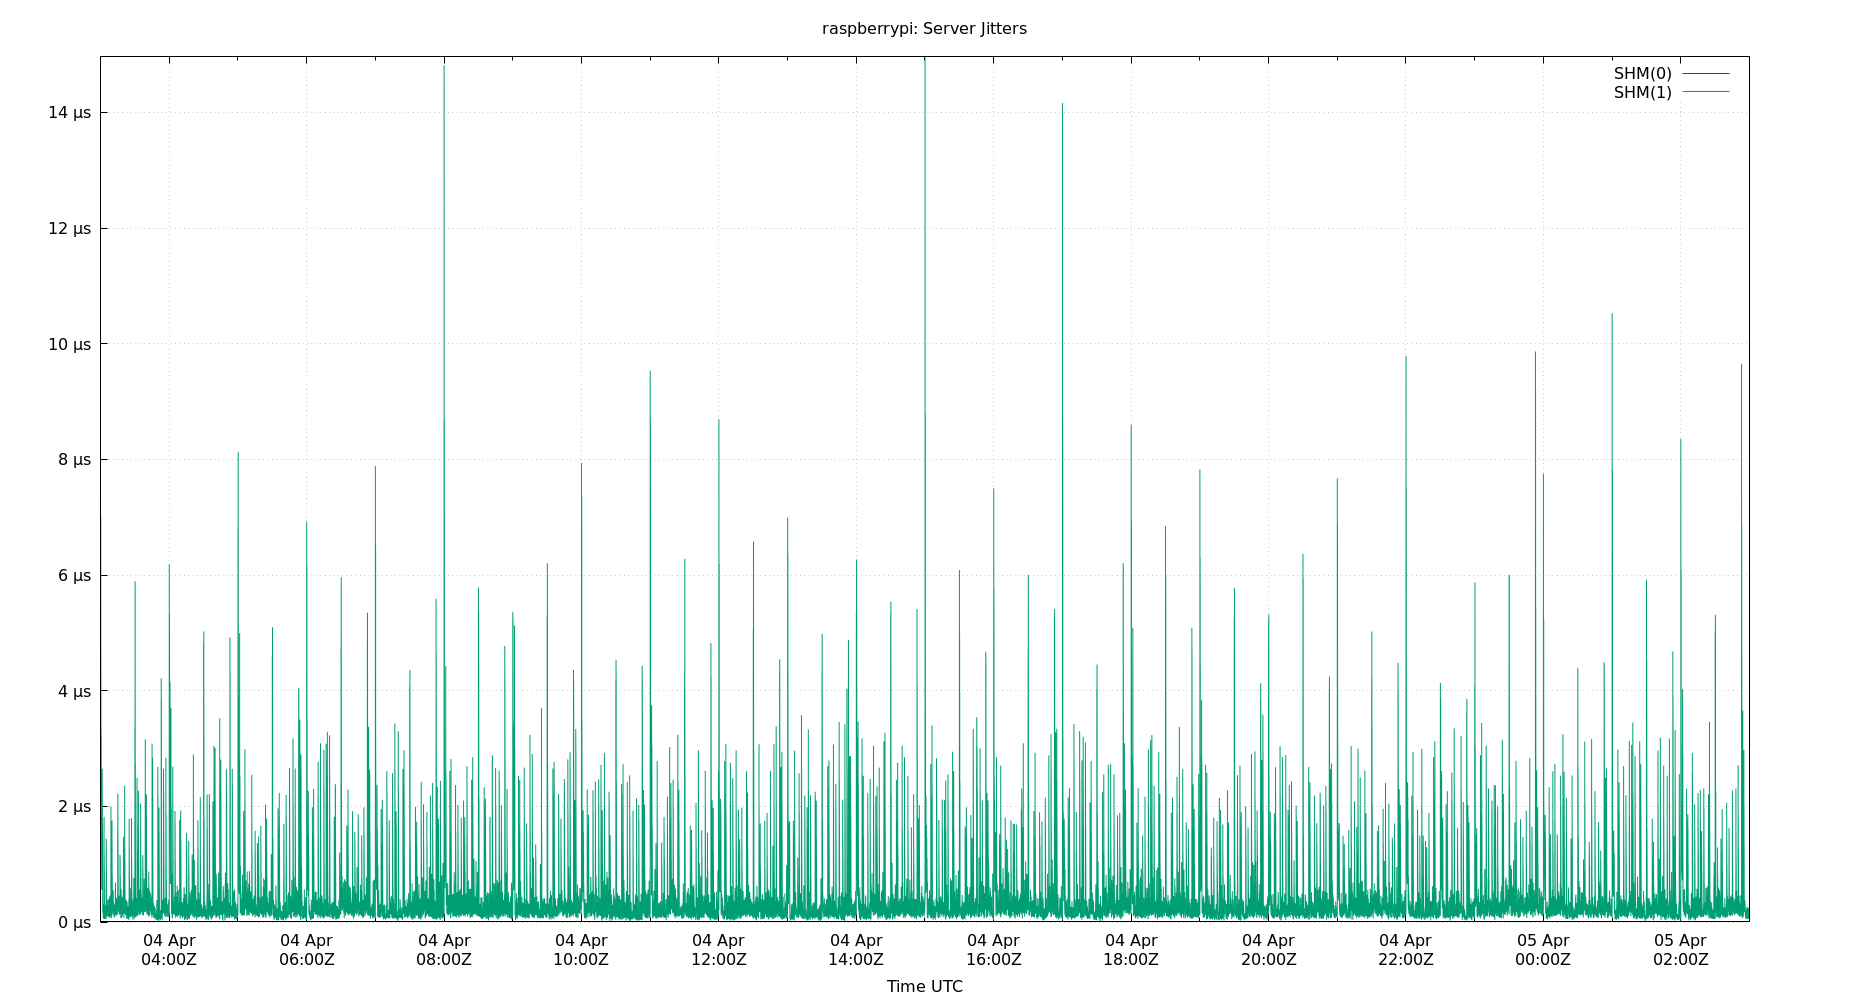 raspberrypi: Server Jitters
SHM(0)
SHM(1)
14 µs
12 µs
10 µs
8 µs
6 µs
4 µs
2 µs
0 µs
04 Apr 04 Apr 04 Apr 04 Apr 04 Apr 04 Apr 04 Apr 04 Apr 04 Apr 04 Apr 05 Apr 05 Apr
04:00Z 06:00Z 08:00Z 10:00Z 12:00Z 14:00Z 16:00Z 18:00Z 20:00Z 22:00Z 00:00Z 02:00Z
Time UTC